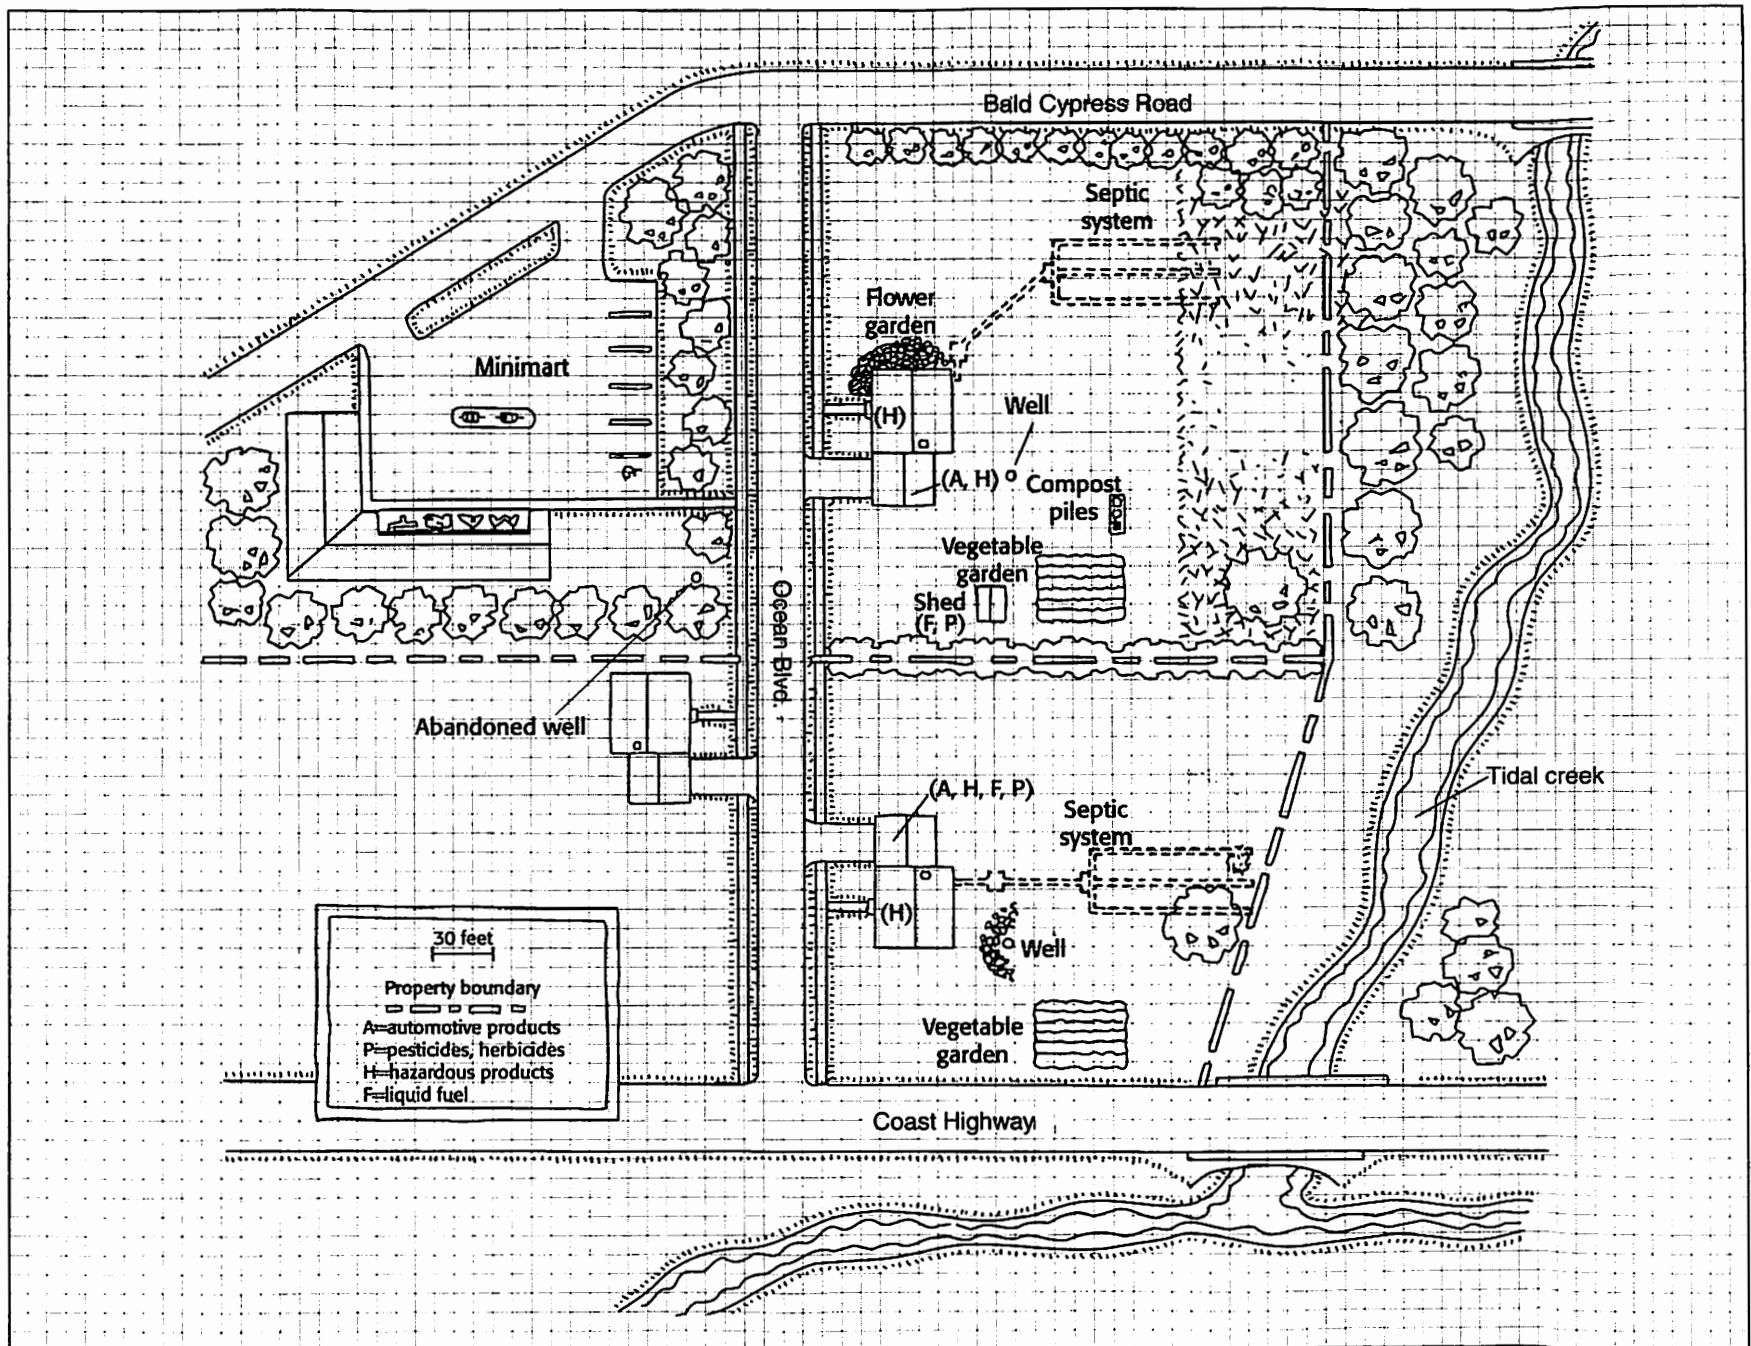 Bald Cypress Road
Septic
system
Flower
garden
Minimart
(H)
Well
(A, H)
Compost
piles
Vegetable
garden
Shed
(F, P)
Ocean Blvd.
Abandoned well
Tidal creek
(A, H, F, P)
Septic
system
(H)
Well
Vegetable
garden
30 feet
Property boundary
A=automotive products
P=pesticides, herbicides
H=hazardous products
F=liquid fuel
Coast Highway